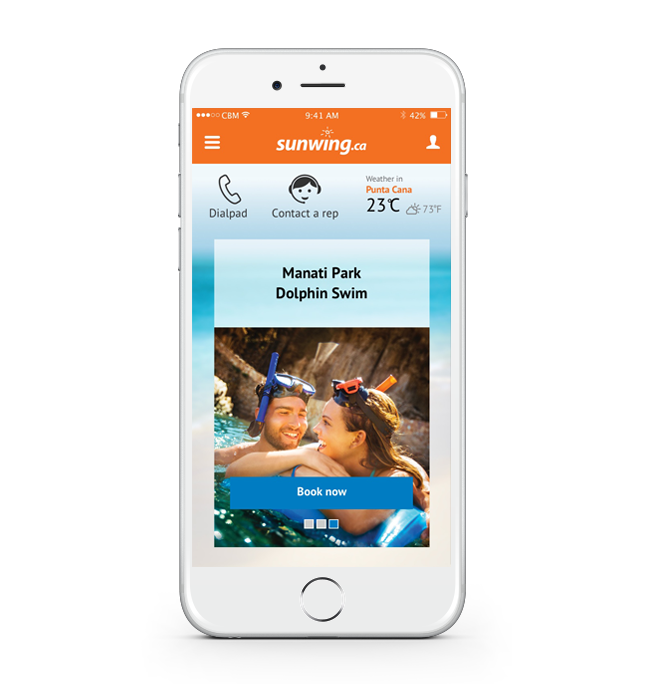 CBM
9:41 AM
42%
sunwing.ca
Dialpad
Contact a rep
Weather in
Punta Cana
23℃
73°F
Manati Park
Dolphin Swim
Book now